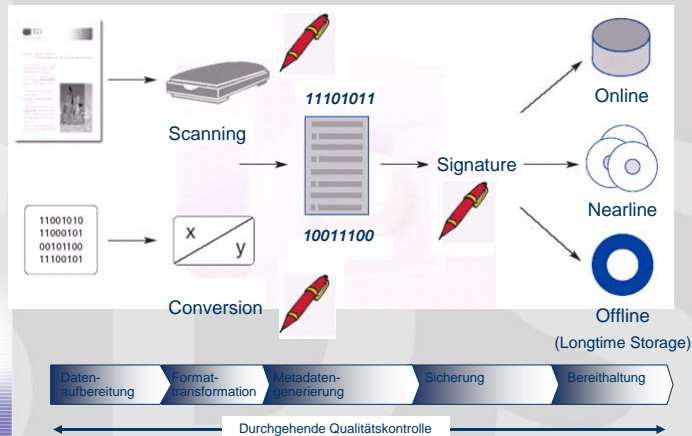 11101011
Scanning
Online
Signature
Nearline
11001010
11000101
00101100
11100101
x
y
10011100
Conversion
Offline
(Longtime Storage)
Daten-
aufbereitung
Format-
transformation
Metadaten-
generierung
Sicherung
Bereithaltung
Durchgehende Qualitätskontrolle